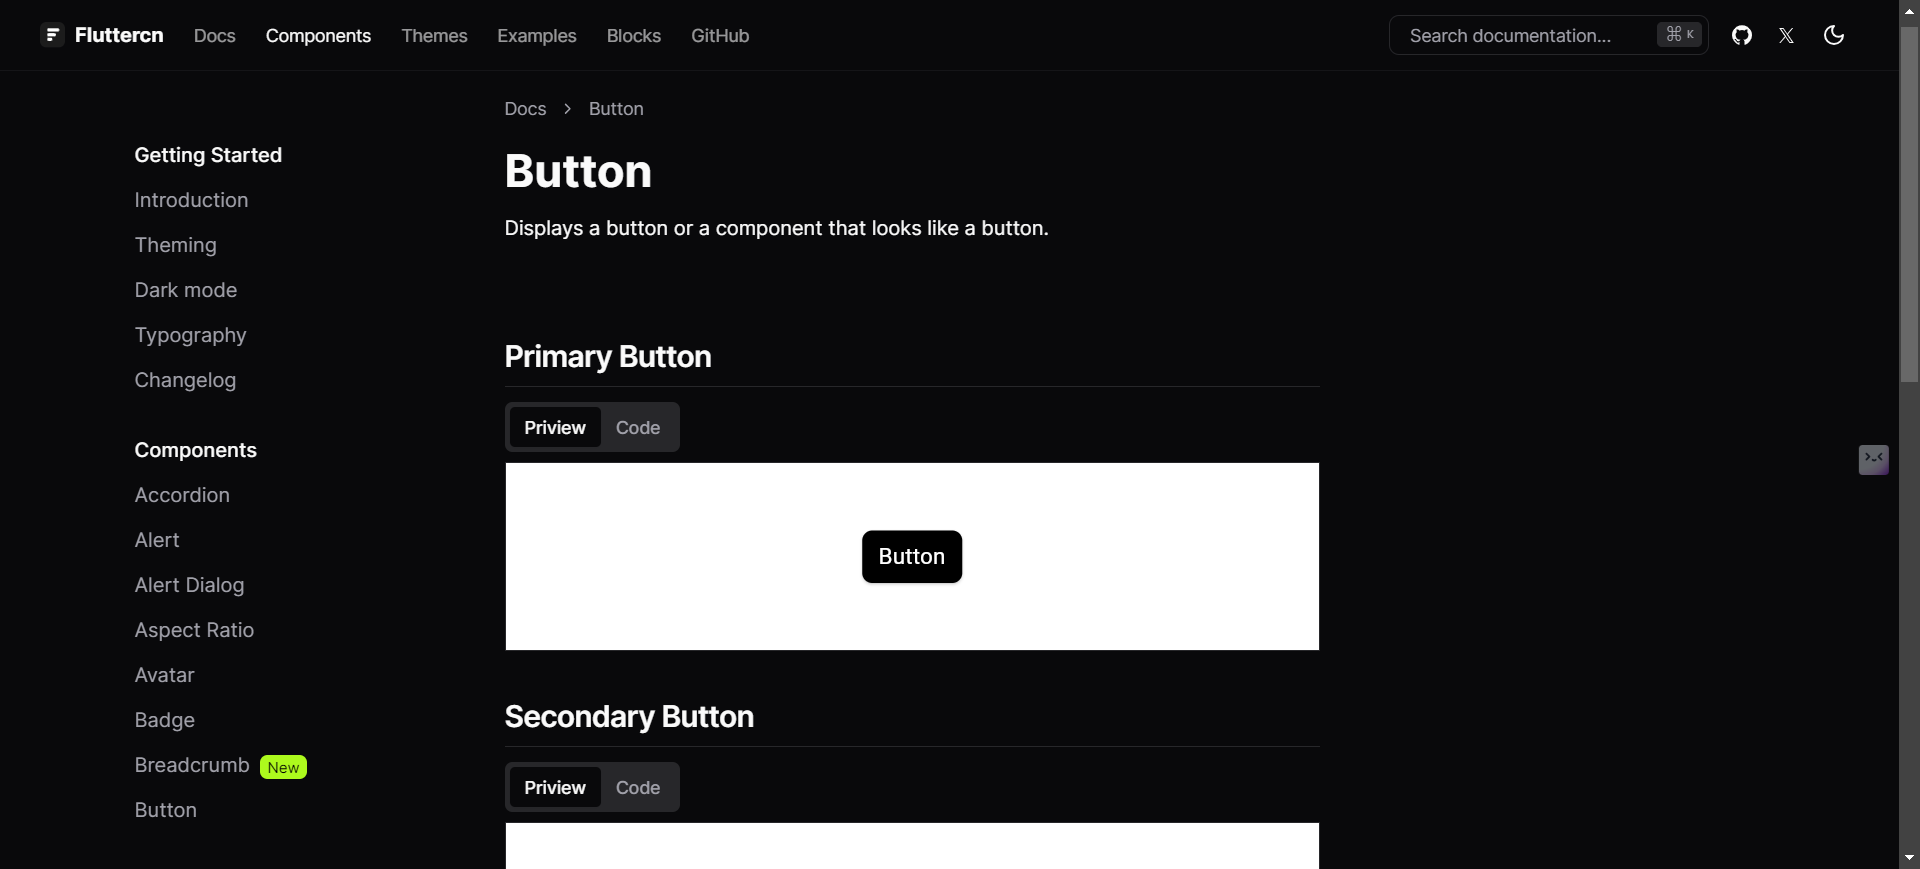 Fluttercn Docs Components Themes Examples Blocks GitHub Search documentation... ⌘ K
Docs > Button
Getting Started
Introduction
Theming
Dark mode
Typography
Changelog
Components
Accordion
Alert
Alert Dialog
Aspect Ratio
Avatar
Badge
Breadcrumb New
Button
Button
Displays a button or a component that looks like a button.
Primary Button
Priview Code
Button
Secondary Button
Priview Code